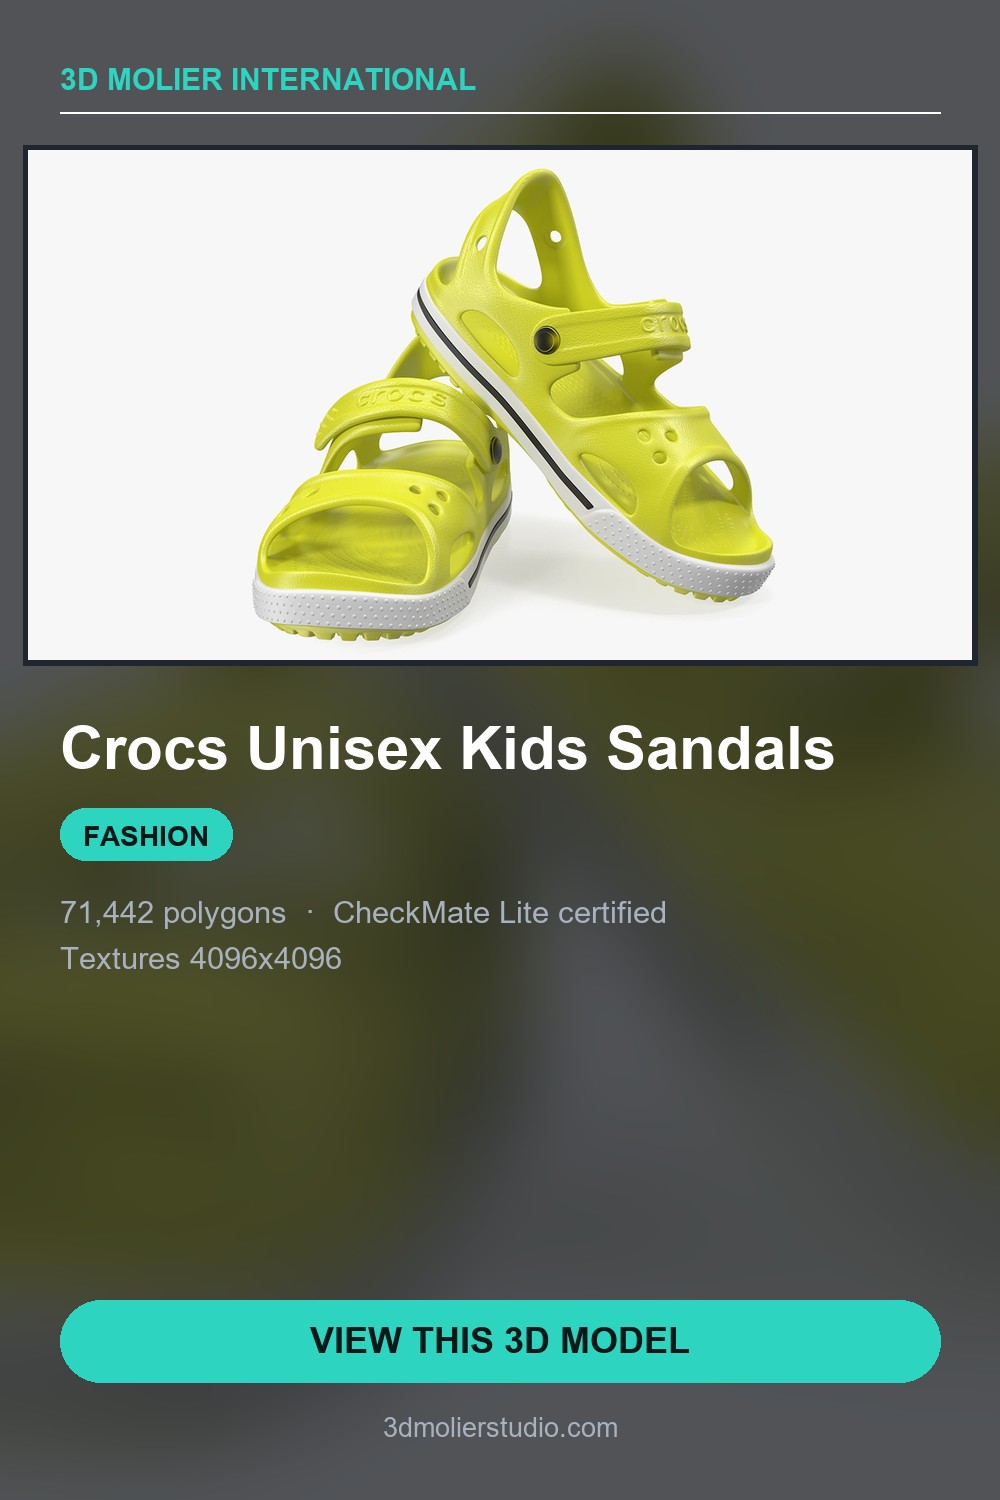 3D MOLIER INTERNATIONAL
crocs
crocs
Crocs Unisex Kids Sandals
FASHION
71,442 polygons · CheckMate Lite certified
Textures 4096x4096
VIEW THIS 3D MODEL
3dmolierstudio.com